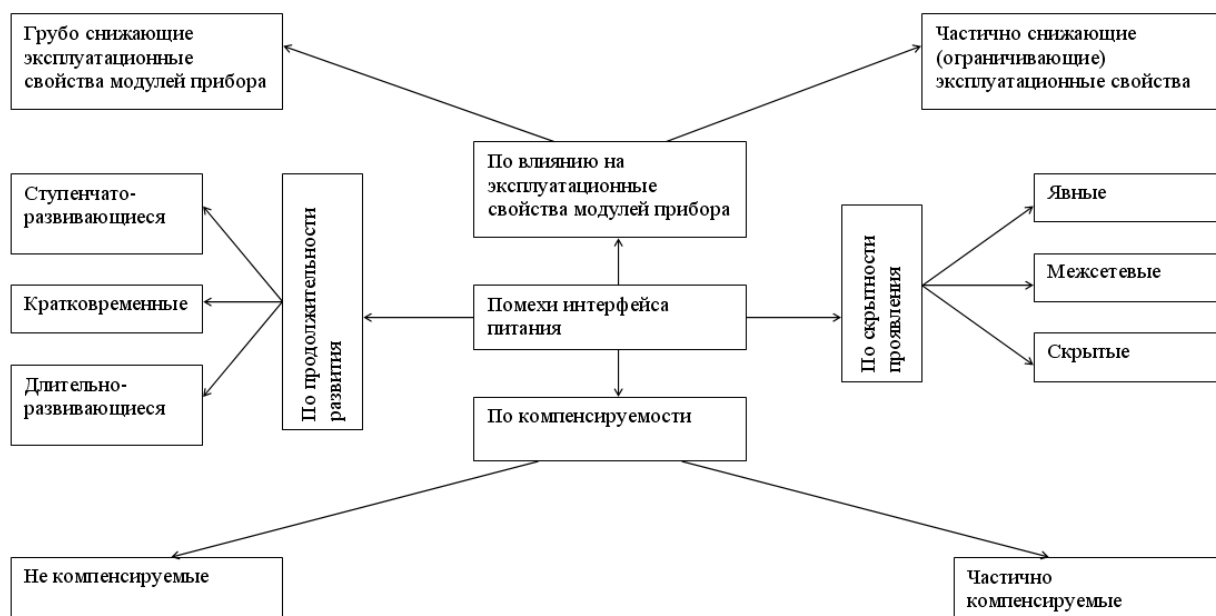 Грубо снижающие
эксплуатационные
свойства модулей прибора
Частично снижающие
(ограничивающие)
эксплуатационные свойства
По влиянию на
эксплуатационные
свойства модулей прибора
Ступенчато-
развивающиеся
Кратковременные
Длительно-
развивающиеся
По продолжительности
развития
Помехи интерфейса
питания
По скрыпности
проявления
Явные
Межсетевые
Скрытые
По компенсируемости
Не компенсируемые
Частично
компенсируемые